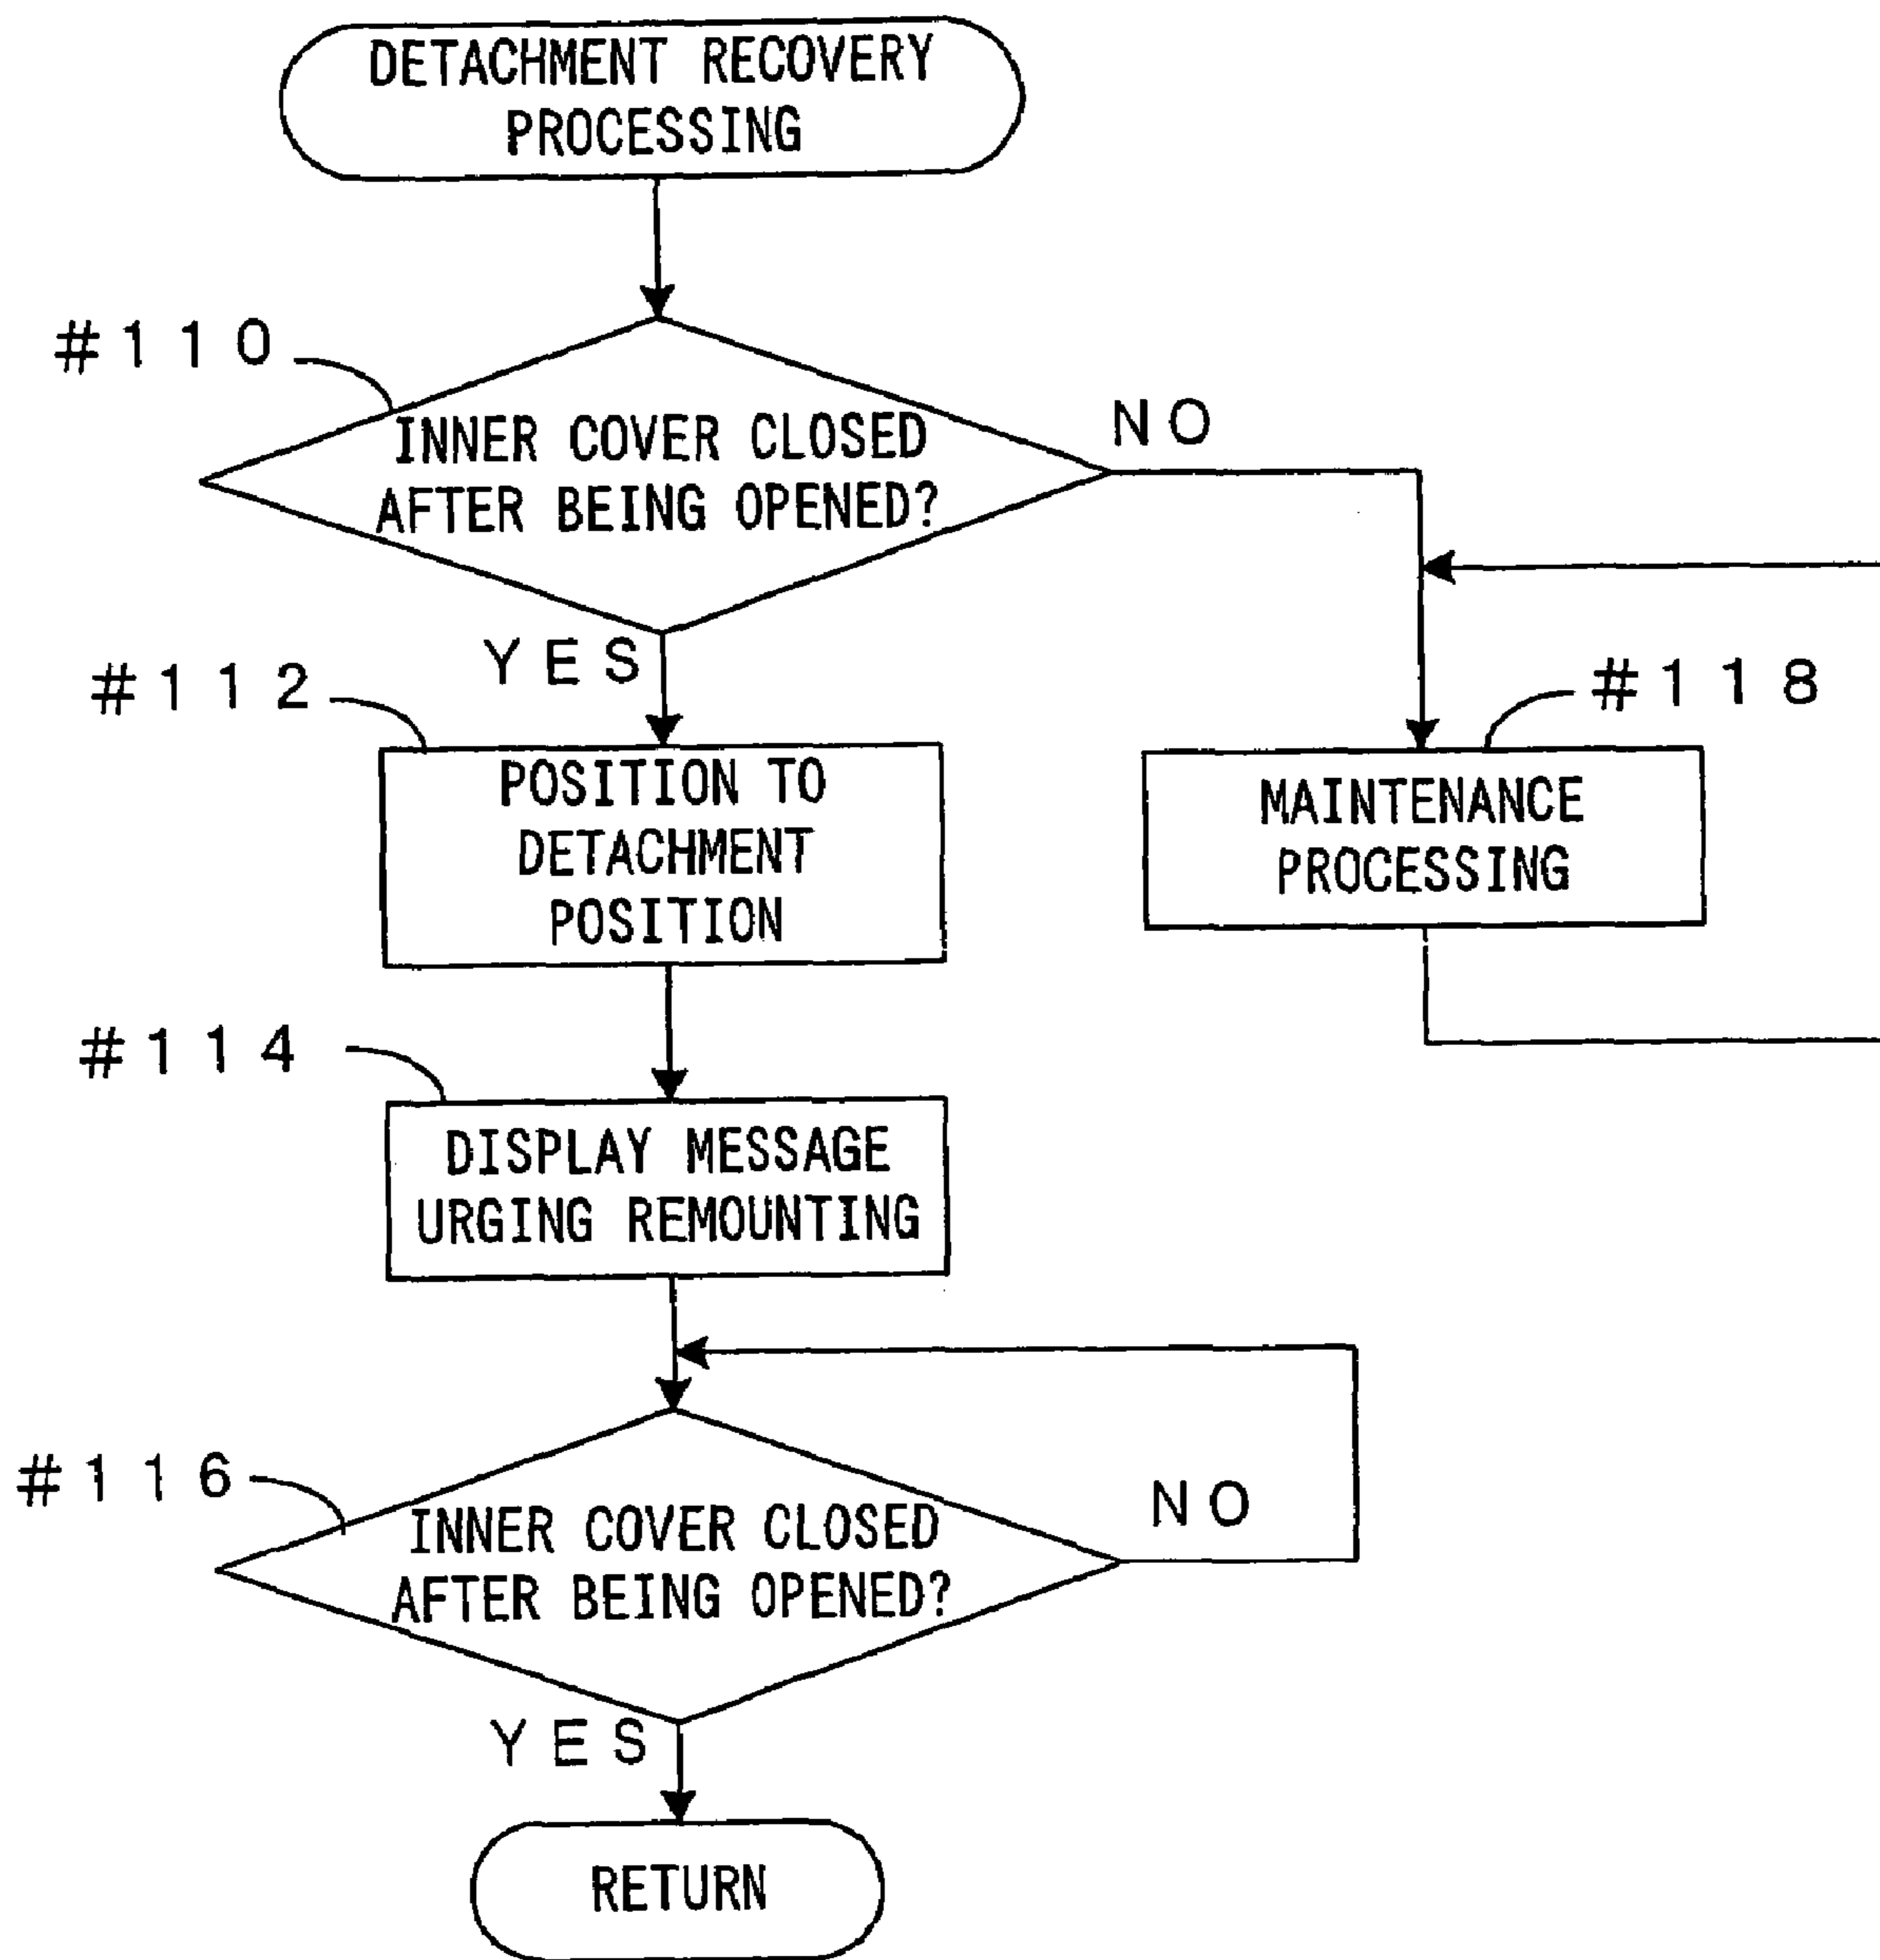 DETACHMENT RECOVERY
PROCESSING
#110
INNER COVER CLOSED
AFTER BEING OPENED?
NO
YES
#112
POSITION TO
DETACHMENT
POSITION
#118
MAINTENANCE
PROCESSING
#114
DISPLAY MESSAGE
URGING REMOUNTING
#116
INNER COVER CLOSED
AFTER BEING OPENED?
NO
YES
RETURN